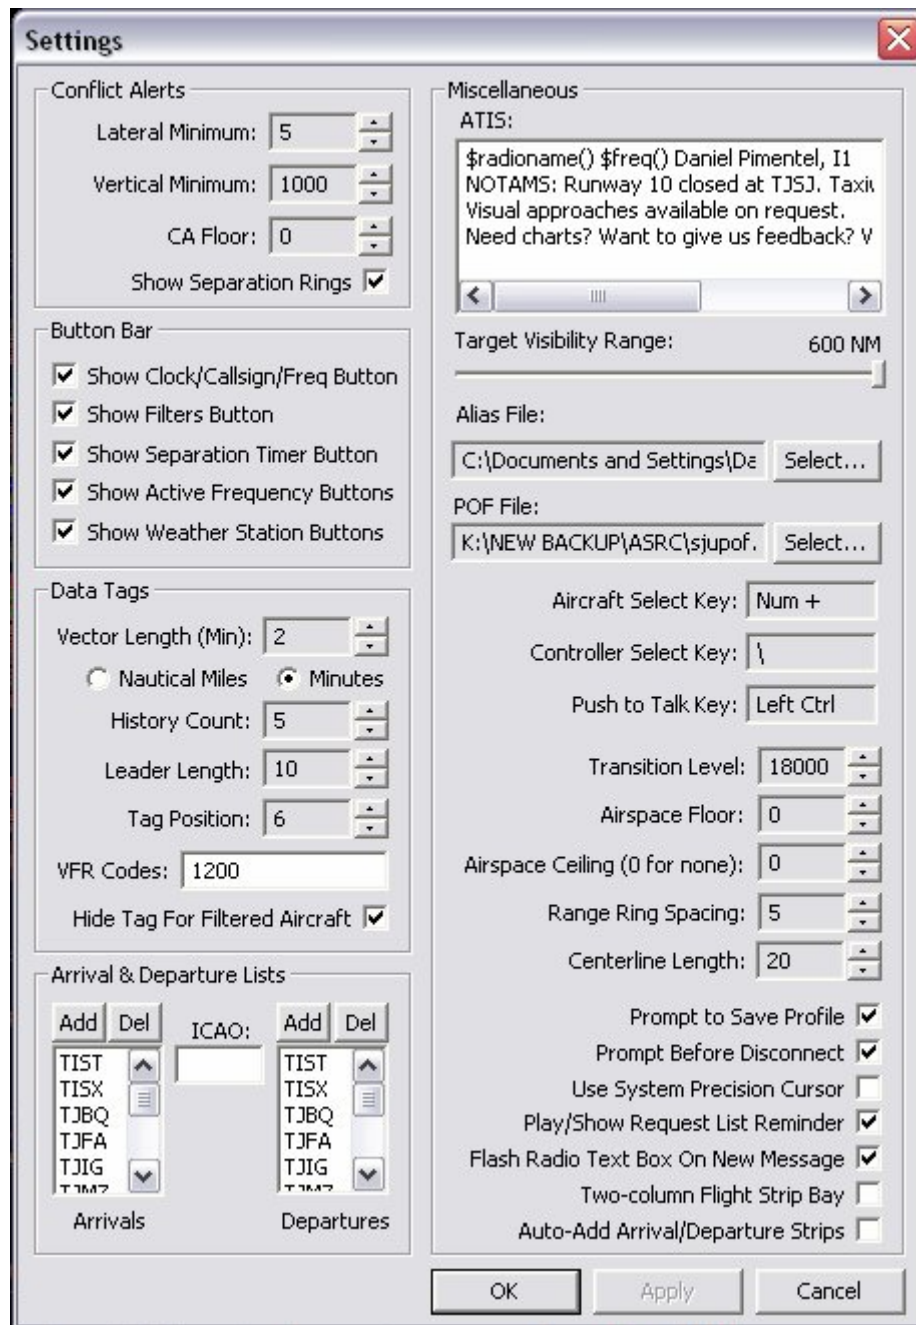 Settings
Conflict Alerts
Lateral Minimum: 5
Vertical Minimum: 1000
CA Floor: 0
Show Separation Rings
Button Bar
Show Clock/Callsign/Freq Button
Show Filters Button
Show Separation Timer Button
Show Active Frequency Buttons
Show Weather Station Buttons
Data Tags
Vector Length (Min): 2
Nautical Miles Minutes
History Count: 5
Leader Length: 10
Tag Position: 6
VFR Codes: 1200
Hide Tag For Filtered Aircraft
Arrival & Departure Lists
Add Del ICAO: Add Del
TIST TIST
TISX TISX
TJBQ TJBQ
TJFA TJFA
TJIG TJIG
Arrivals Departures
Miscellaneous
ATIS:
$radioname() $freq() Daniel Pimentel, I1
NOTAMS: Runway 10 closed at TJSJ.
Visual approaches available on request.
Need charts? Want to give us feedback? V
Target Visibility Range: 600 NM
Alias File:
C:\Documents and Settings\Da Select...
POF File:
K:\NEW BACKUP\ASRC\sjupof. Select...
Aircraft Select Key: Num +
Controller Select Key: \
Push to Talk Key: Left Ctrl
Transition Level: 18000
Airspace Floor: 0
Airspace Ceiling (0 for none): 0
Range Ring Spacing: 5
Centerline Length: 20
Prompt to Save Profile
Prompt Before Disconnect
Use System Precision Cursor
Play/Show Request List Reminder
Flash Radio Text Box On New Message
Two-column Flight Strip Bay
Auto-Add Arrival/Departure Strips
OK Apply Cancel